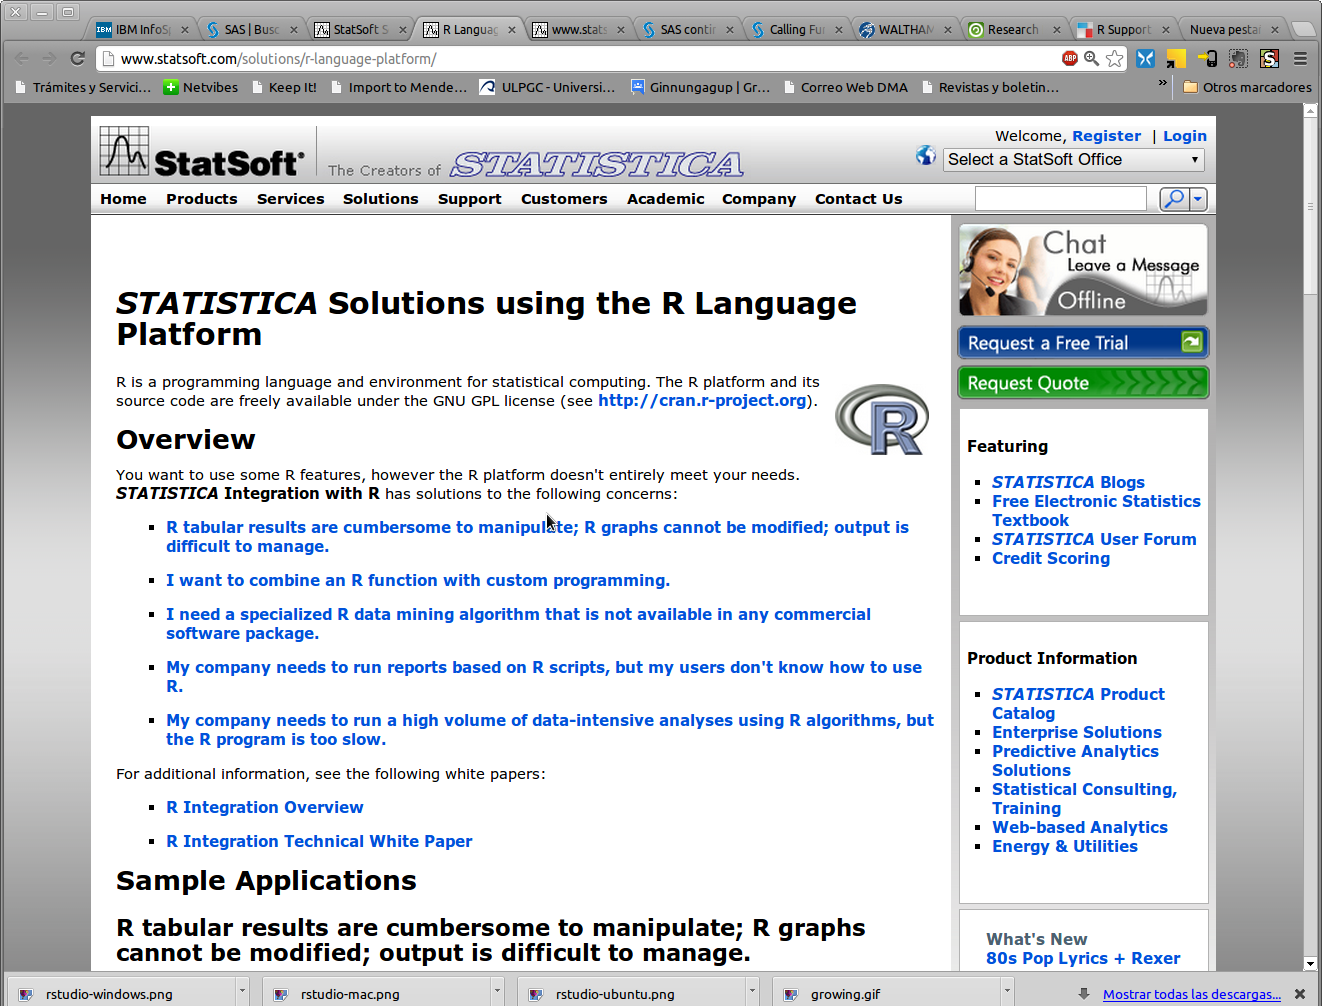 IBM InfoS
SAS | Busc
StatSoft S
R Langua
www.stats
SAS contin
Calling Fun
WALTHAM
Research
R Support
Nueva pesta
www.statsoft.com/solutions/r-language-platform/
ABP
Trámites y Servici...
Netvibes
Keep It!
Import to Mende...
ULPGC - Universi...
Ginnungagup | Gr...
Correo Web DMA
Revistas y boletin...
»
Otros marcadores
StatSoft
The Creators of STATISTICA
Welcome, Register | Login
Select a StatSoft Office
Home Products Services Solutions Support Customers Academic Company Contact Us
STATISTICA Solutions using the R Language
Platform
R is a programming language and environment for statistical computing. The R platform and its
source code are freely available under the GNU GPL license (see http://cran.r-project.org).
R
Overview
You want to use some R features, however the R platform doesn't entirely meet your needs.
STATISTICA Integration with R has solutions to the following concerns:
R tabular results are cumbersome to manipulate; R graphs cannot be modified; output is
difficult to manage.
I want to combine an R function with custom programming.
I need a specialized R data mining algorithm that is not available in any commercial
software package.
My company needs to run reports based on R scripts, but my users don't know how to use
R.
My company needs to run a high volume of data-intensive analyses using R algorithms, but
the R program is too slow.
For additional information, see the following white papers:
R Integration Overview
R Integration Technical White Paper
Sample Applications
R tabular results are cumbersome to manipulate; R graphs
cannot be modified; output is difficult to manage.
Chat
Leave a Message
Offline
Request a Free Trial
Request Quote
Featuring
STATISTICA Blogs
Free Electronic Statistics
Textbook
STATISTICA User Forum
Credit Scoring
Product Information
STATISTICA Product
Catalog
Enterprise Solutions
Predictive Analytics
Solutions
Statistical Consulting,
Training
Web-based Analytics
Energy & Utilities
What's New
80s Pop Lyrics + Rexer
rstudio-windows.png
rstudio-mac.png
rstudio-ubuntu.png
growing.gif
Mostrar todas las descargas...